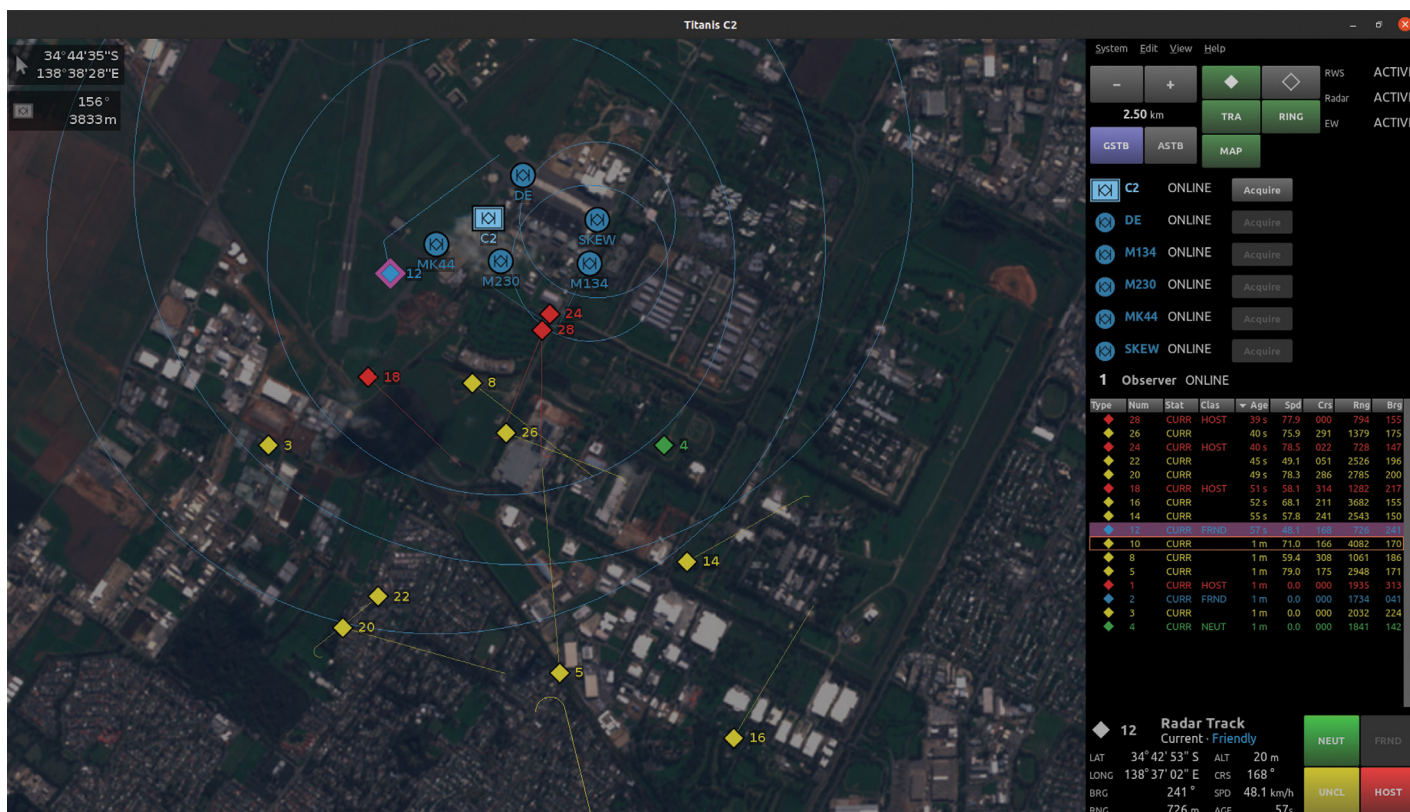 Titanis C2
34°44'35"S
138°38'28"E
156°
3833m
System Edit View Help
- +
2.50 km
RWS ACTIV
Radar ACTIV
EW ACTIV
TRA RING
GSTB ASTB MAP
C2 ONLINE Acquire
DE ONLINE Acquire
M134 ONLINE Acquire
M230 ONLINE Acquire
MK44 ONLINE Acquire
SKEW ONLINE Acquire
1 Observer ONLINE
Type Num Stat Clas Age Spd Crs Rng Brg
28 CURR HOST 39 s 77.9 000 794 155
26 CURR 40 s 75.9 291 1379 175
24 CURR HOST 40 s 78.5 022 728 147
22 CURR 45 s 49.1 051 2526 196
20 CURR 49 s 78.3 286 2785 200
18 CURR HOST 51 s 58.1 314 1282 217
16 CURR 52 s 68.1 211 3682 155
14 CURR 55 s 57.8 241 2543 150
12 CURR FRND 57 s 48.1 168 726 241
10 CURR 1 m 71.0 166 4082 170
8 CURR 1 m 59.4 308 1061 186
5 CURR 1 m 79.0 175 2948 171
1 CURR HOST 1 m 0.0 000 1935 313
2 CURR FRND 1 m 0.0 000 1734 041
3 CURR 1 m 0.0 000 2032 224
4 CURR NEUT 1 m 0.0 000 1841 142
12 Radar Track
Current · Friendly
LAT 34° 42' 53" S ALT 20 m
LONG 138° 37' 02" E CRS 168 °
BRG 241 ° SPD 48.1 km/h
RNG 726 m AGE 57s
NEUT FRND
UNCL HOST
DE
C2
SKEW
MK44
M230
M134
12
24
28
18
8
26
3
4
14
22
20
5
16